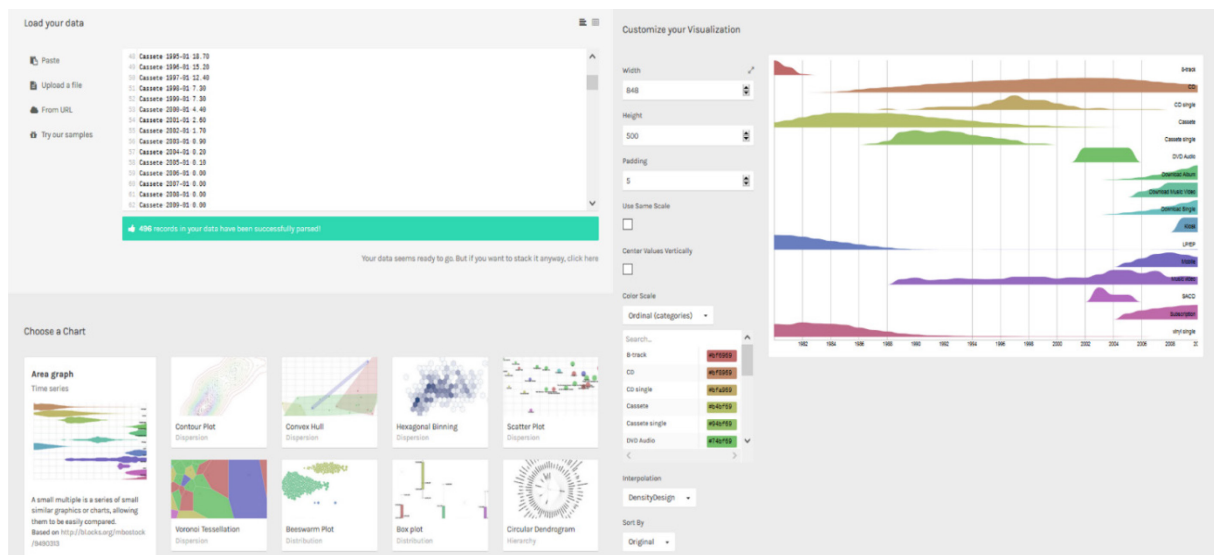 Load your data
Paste
Upload a file
From URL
Try our samples
49 Cassete 1995-01 18.70
49 Cassete 1996-01 15.20
50 Cassete 1997-01 12.40
51 Cassete 1998-01 7.30
52 Cassete 1999-01 7.30
53 Cassete 2000-01 4.40
54 Cassete 2001-01 2.60
55 Cassete 2002-01 1.70
56 Cassete 2003-01 0.90
57 Cassete 2004-01 0.20
58 Cassete 2005-01 0.10
59 Cassete 2006-01 0.00
60 Cassete 2007-01 0.00
61 Cassete 2008-01 0.00
62 Cassete 2009-01 0.00
496 records in your data have been successfully parsed!
Your data seems ready to go. But if you want to stack it anyway, click here
Choose a Chart
Area graph
Time series
A small multiple is a series of small
similar graphics or charts, allowing
them to be easily compared.
Based on http://blocks.org/mbostock
/9490313
Contour Plot
Dispersion
Convex Hull
Dispersion
Hexagonal Binning
Dispersion
Scatter Plot
Dispersion
Voronoi Tessellation
Dispersion
Beeswarm Plot
Distribution
Box plot
Distribution
Circular Dendrogram
Hierarchy
Customize your Visualization
Width
848
Height
500
Padding
5
Use Same Scale
Center Values Vertically
Color Scale
Ordinal (categories)
Search...
8-track
CD
CD single
Cassete
Cassete single
DVD Audio
Interpolation
DensityDesign
Sort By
Original
8-track
CD
CD single
Cassete
Cassete single
DVD Audio
Download Album
Download Music Video
Download Single
Kiosk
LP/EP
Mobile
Music Video
SACD
Subscription
vinyl single
1982 1984 1986 1988 1990 1992 1994 1996 1998 2000 2002 2004 2006 2008